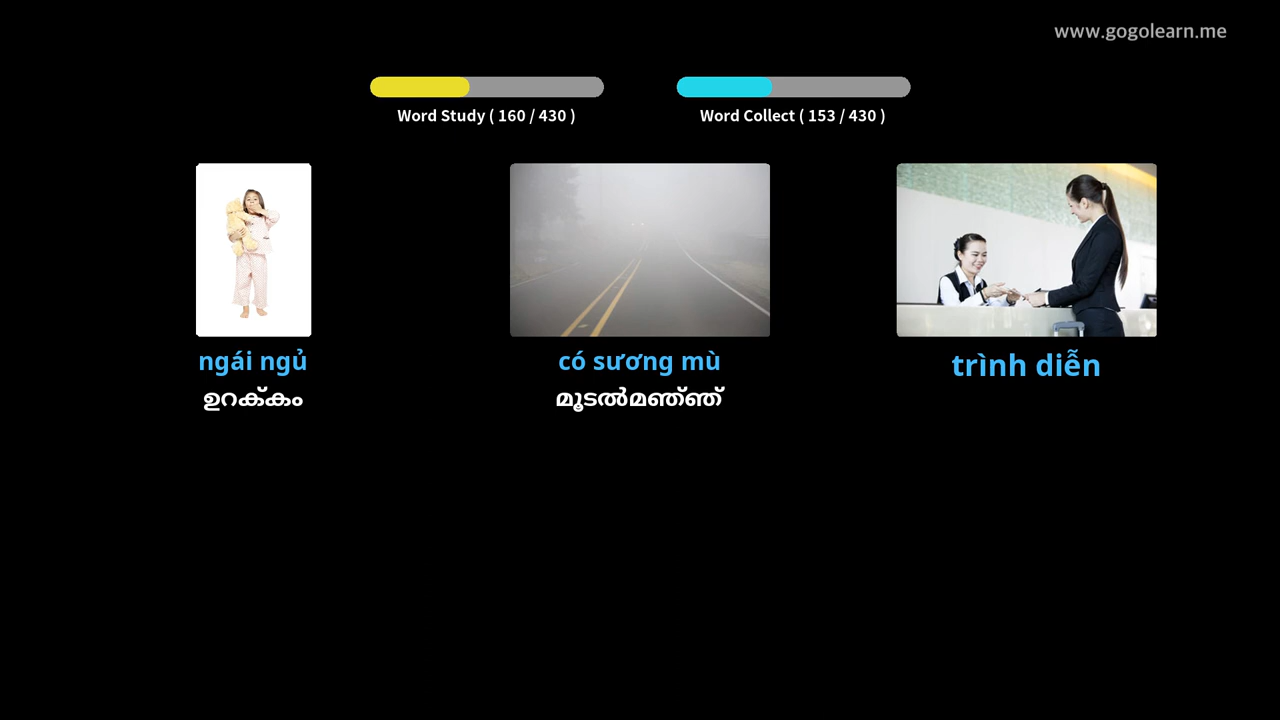 www.gogolearn.me
Word Study ( 160 / 430 )
Word Collect ( 153 / 430 )
ngái ngủ
ഉറക്കം
có sương mù
മൂടൽമഞ്ഞ്
trình diễn